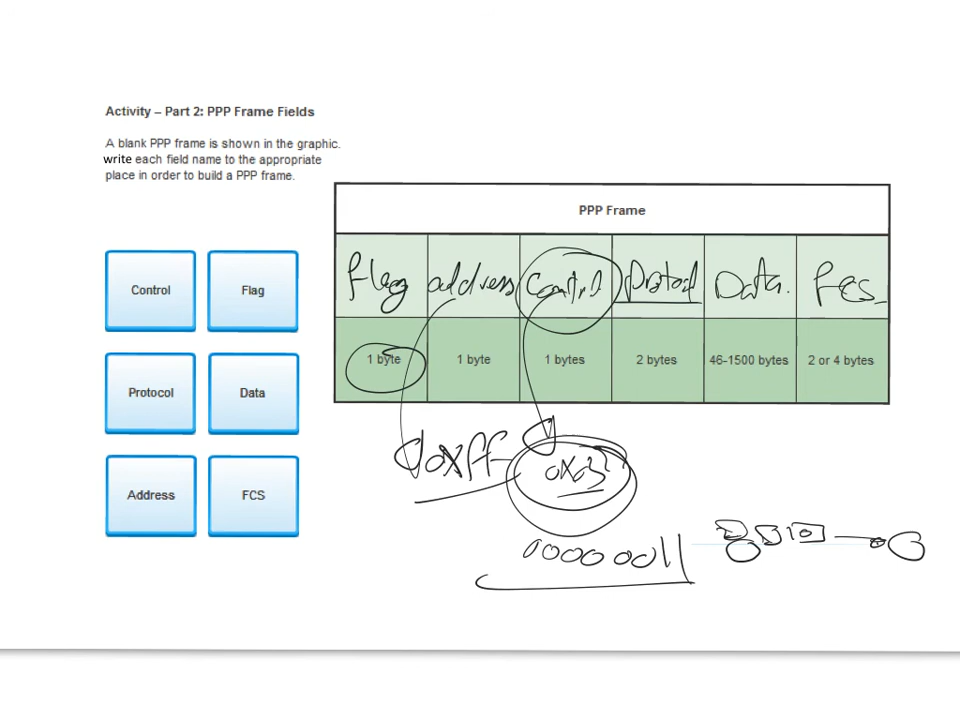 Activity – Part 2: PPP Frame Fields
A blank PPP frame is shown in the graphic.
write each field name to the appropriate
place in order to build a PPP frame.
PPP Frame
Control Flag
Flag address Control Protocol Data. FCS
1 byte 1 byte 1 bytes 2 bytes 46-1500 bytes 2 or 4 bytes
Protocol Data
Address FCS
0xff 0x03
00000011